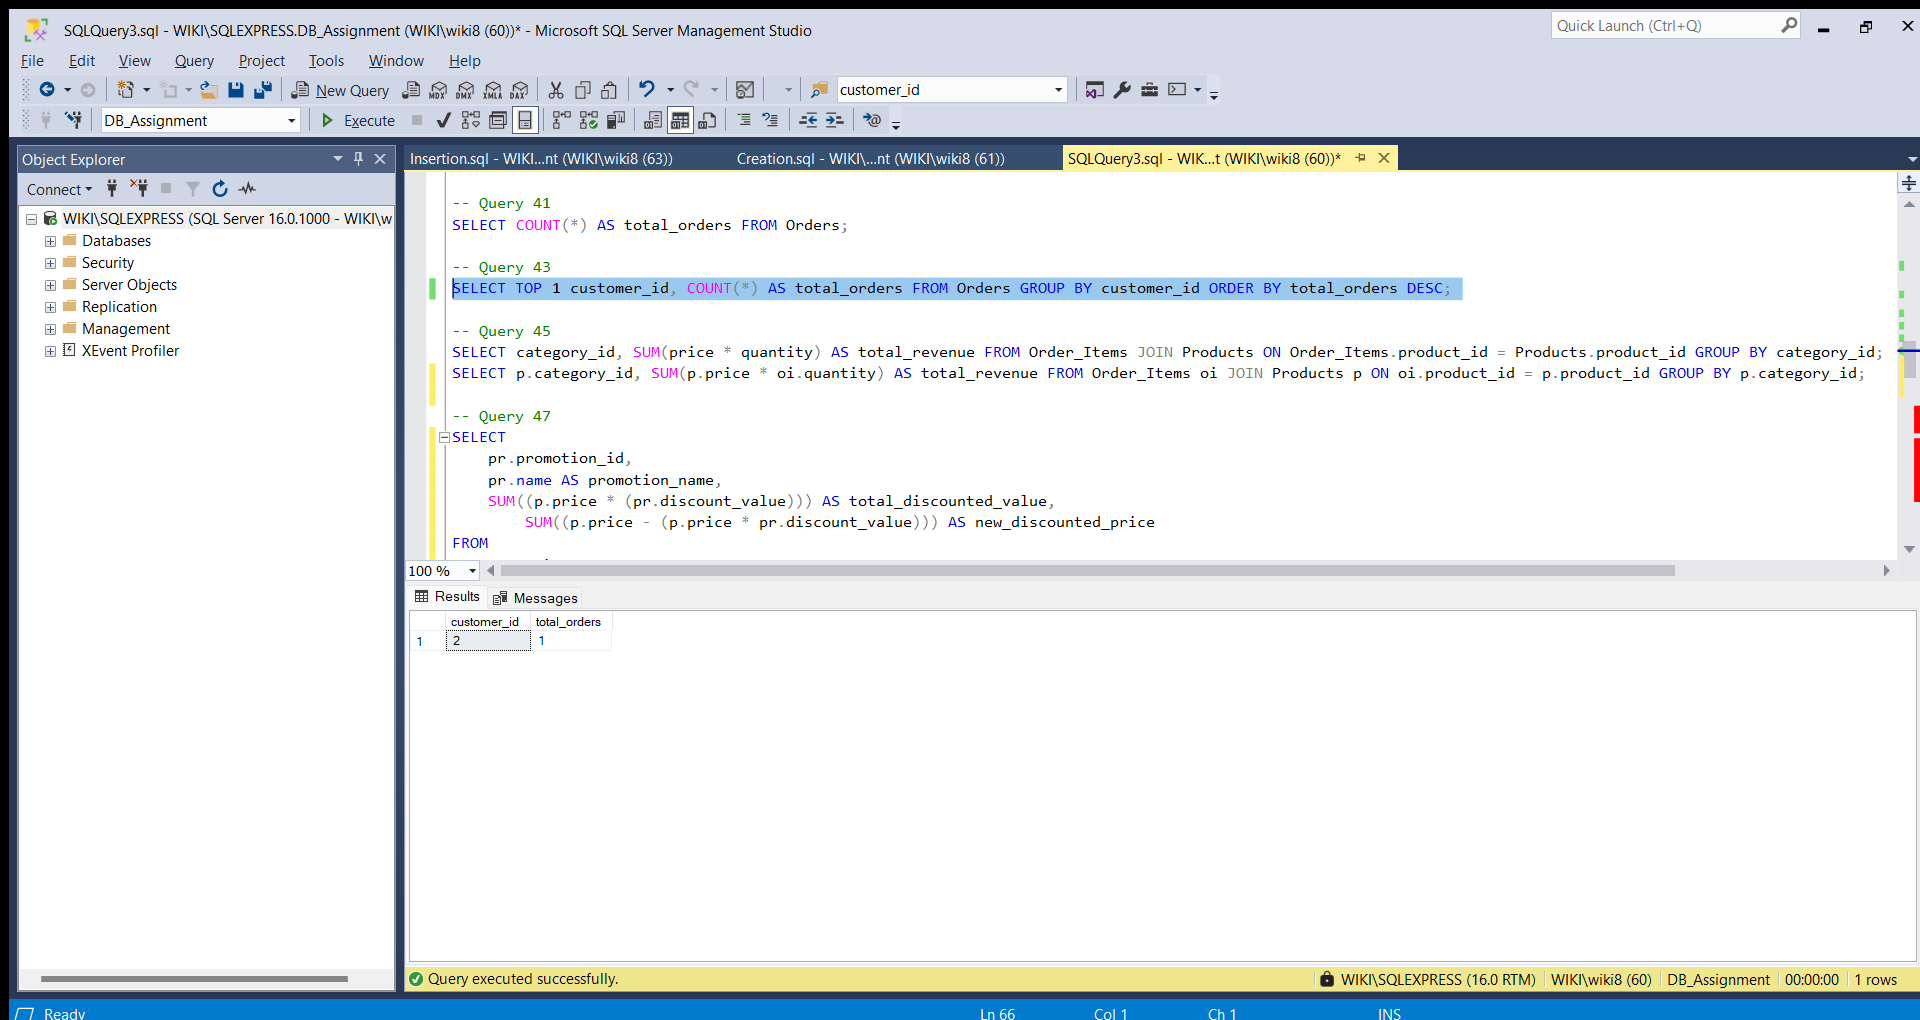 SQLQuery3.sql - WIKI\SQLEXPRESS.DB_Assignment (WIKI\wiki8 (60))* - Microsoft SQL Server Management Studio
Quick Launch (Ctrl+Q)
File Edit View Query Project Tools Window Help
New Query MDX DMX XMLA DAX customer_id
DB_Assignment Execute
Object Explorer
Connect
WIKI\SQLEXPRESS (SQL Server 16.0.1000 - WIKI\w
Databases
Security
Server Objects
Replication
Management
XEvent Profiler
Insertion.sql - WIKI...nt (WIKI\wiki8 (63)) Creation.sql - WIKI\...nt (WIKI\wiki8 (61)) SQLQuery3.sql - WIK...t (WIKI\wiki8 (60))*
-- Query 41
SELECT COUNT(*) AS total_orders FROM Orders;
-- Query 43
SELECT TOP 1 customer_id, COUNT(*) AS total_orders FROM Orders GROUP BY customer_id ORDER BY total_orders DESC;
-- Query 45
SELECT category_id, SUM(price * quantity) AS total_revenue FROM Order_Items JOIN Products ON Order_Items.product_id = Products.product_id GROUP BY category_id;
SELECT p.category_id, SUM(p.price * oi.quantity) AS total_revenue FROM Order_Items oi JOIN Products p ON oi.product_id = p.product_id GROUP BY p.category_id;
-- Query 47
SELECT
pr.promotion_id,
pr.name AS promotion_name,
SUM((p.price * (pr.discount_value))) AS total_discounted_value,
SUM((p.price - (p.price * pr.discount_value))) AS new_discounted_price
FROM
100 %
Results Messages
customer_id total_orders
1 2 1
Query executed successfully. WIKI\SQLEXPRESS (16.0 RTM) WIKI\wiki8 (60) DB_Assignment 00:00:00 1 rows
Ready Ln 66 Col 1 Ch 1 INS